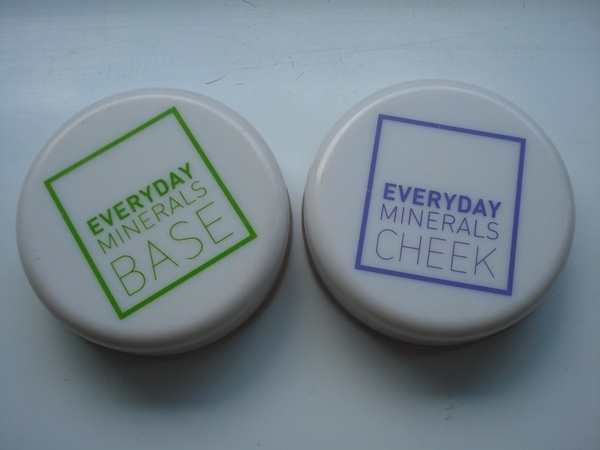 EVERYDAY
MINERALS
BASE
EVERYDAY
MINERALS
CHEEK